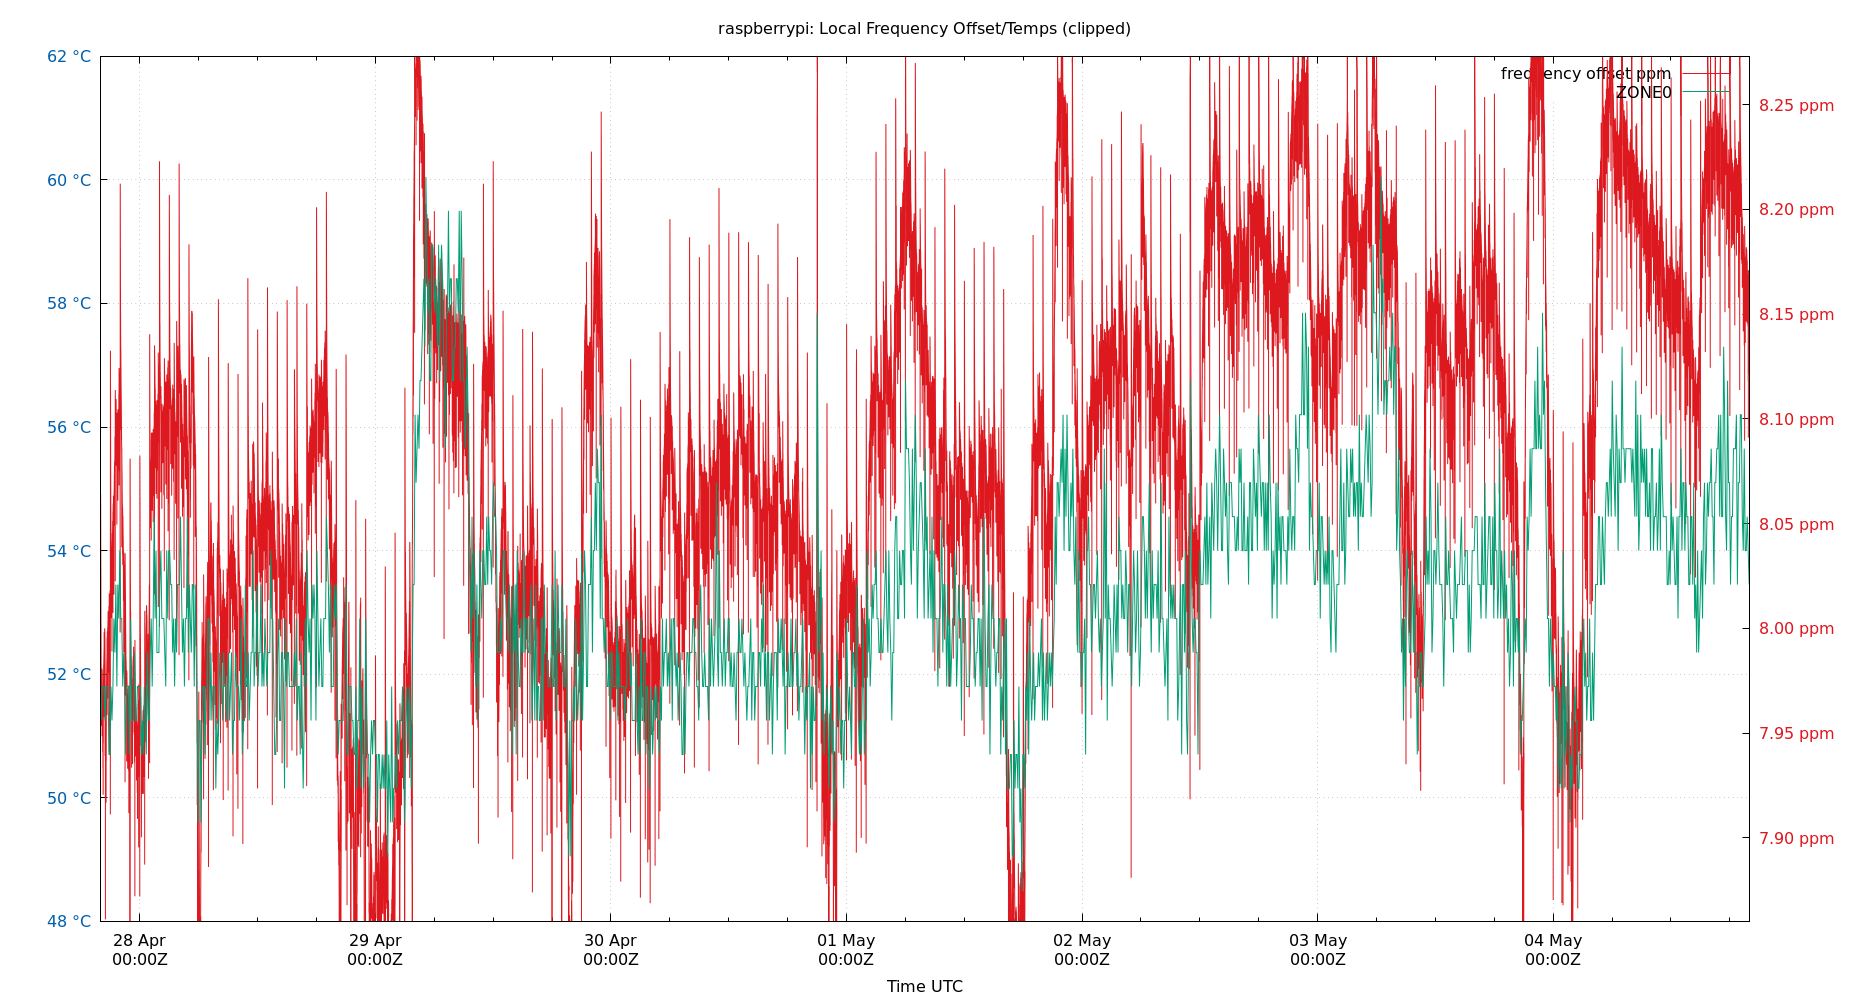 raspberrypi: Local Frequency Offset/Temps (clipped)
62 °C
60 °C
58 °C
56 °C
54 °C
52 °C
50 °C
48 °C
frequency offset ppm
ZONE0
8.25 ppm
8.20 ppm
8.15 ppm
8.10 ppm
8.05 ppm
8.00 ppm
7.95 ppm
7.90 ppm
28 Apr
00:00Z
29 Apr
00:00Z
30 Apr
00:00Z
01 May
00:00Z
02 May
00:00Z
03 May
00:00Z
04 May
00:00Z
Time UTC